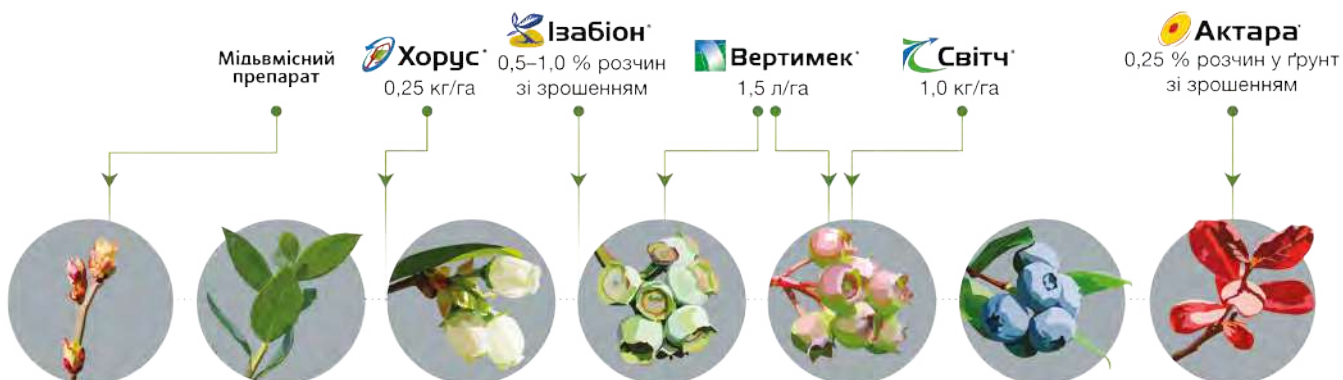 Мідьвмісний
препарат
Хорус*
0,25 кг/га
Ізабіон*
0,5–1,0 % розчин
зі зрошенням
Вертимек*
1,5 л/га
Світч*
1,0 кг/га
Актара*
0,25 % розчин у ґрунт
зі зрошенням